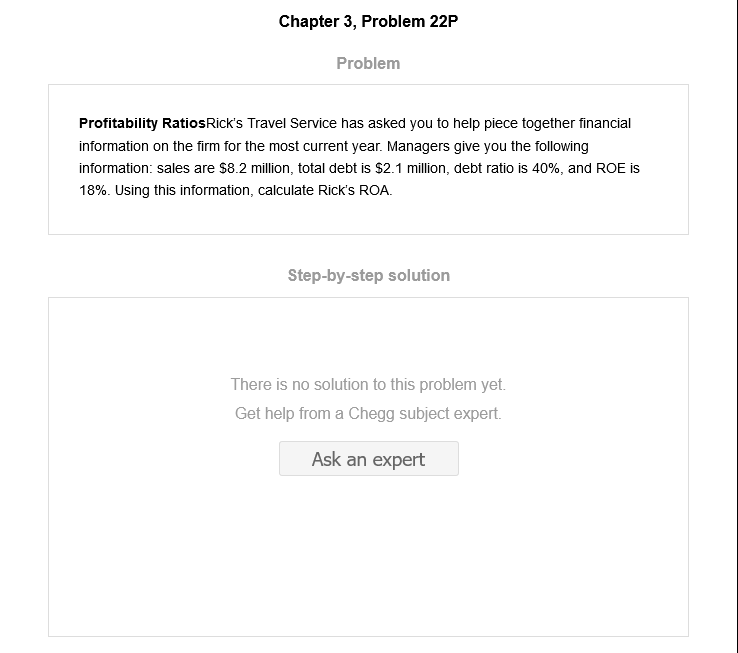 Chapter 3, Problem 22P
Problem
Profitability RatiosRick's Travel Service has asked you to help piece together financial
information on the firm for the most current year. Managers give you the following
information: sales are $8.2 million, total debt is $2.1 million, debt ratio is 40%, and ROE is
18%. Using this information, calculate Rick's ROA.
Step-by-step solution
There is no solution to this problem yet.
Get help from a Chegg subject expert.
Ask an expert